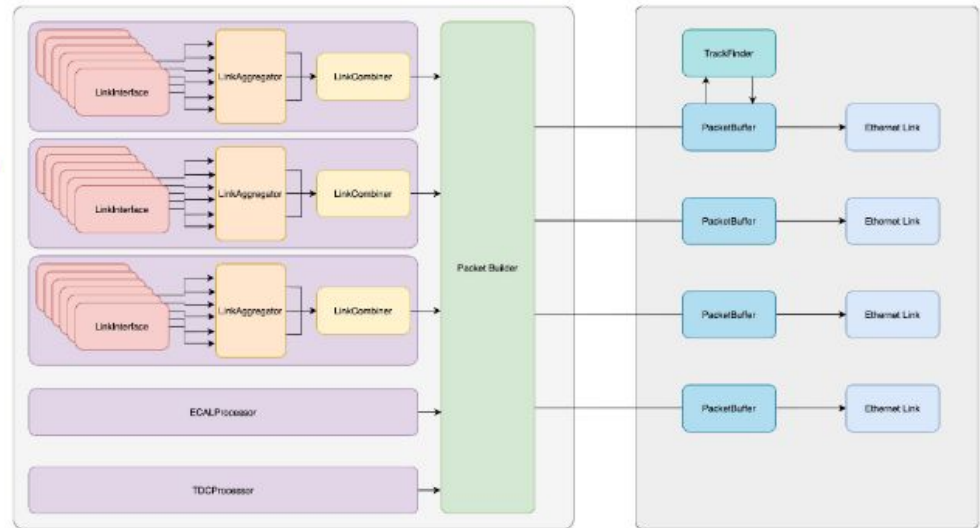 LinkInterface
LinkAggregator
LinkCombiner
LinkInterface
LinkAggregator
LinkCombiner
LinkInterface
LinkAggregator
LinkCombiner
ECALProcessor
TDCProcessor
Packet Builder
TrackFinder
PacketBuffer
Ethernet Link
PacketBuffer
Ethernet Link
PacketBuffer
Ethernet Link
PacketBuffer
Ethernet Link